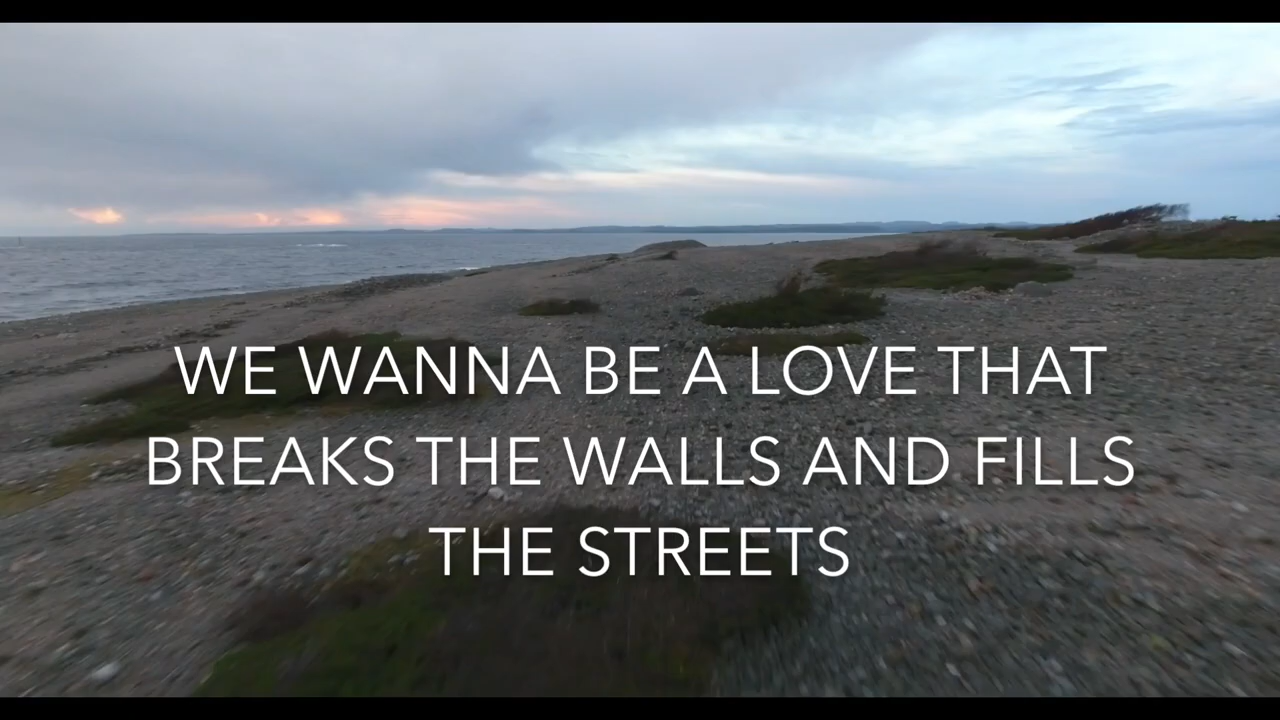 WE WANNA BE A LOVE THAT
BREAKS THE WALLS AND FILLS
THE STREETS